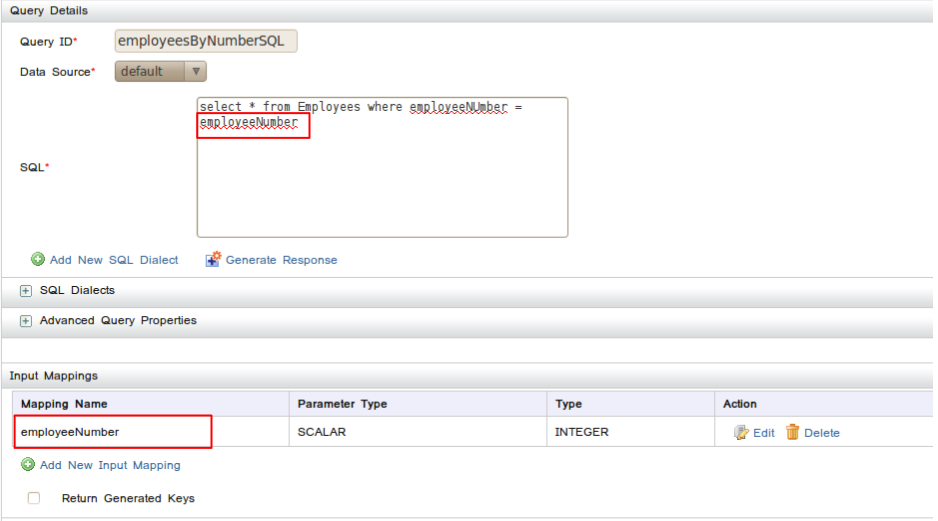 Query Details
Query ID* employeesByNumberSQL
Data Source* default
select * from Employees where employeeNUmber =
employeeNumber
SQL*
Add New SQL Dialect Generate Response
SQL Dialects
Advanced Query Properties
Input Mappings
Mapping Name Parameter Type Type Action
employeeNumber SCALAR INTEGER Edit Delete
Add New Input Mapping
Return Generated Keys